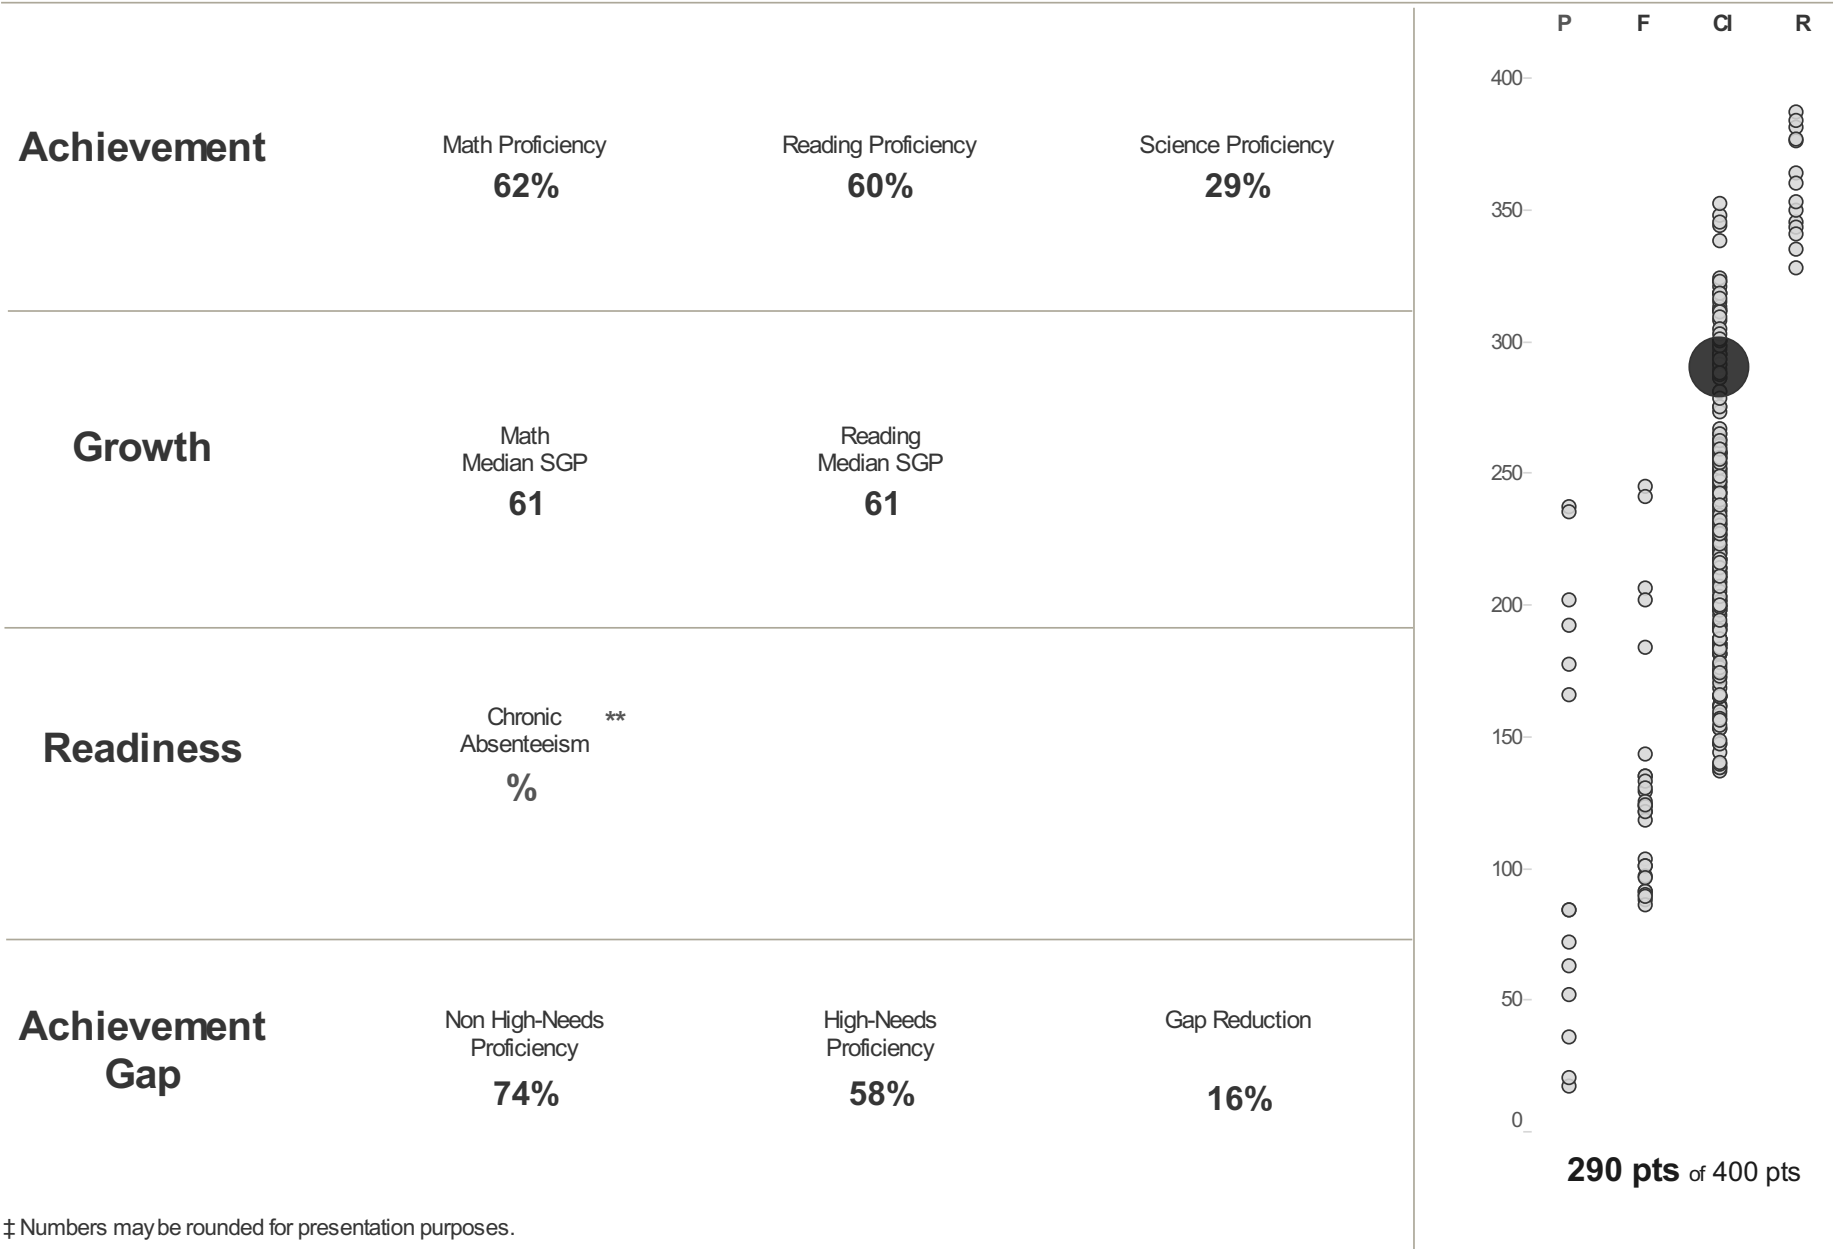 Achievement
Math Proficiency
62%
Reading Proficiency
60%
Science Proficiency
29%
Growth
Math
Median SGP
61
Reading
Median SGP
61
Readiness
Chronic **
Absenteeism
%
Achievement
Gap
Non High-Needs
Proficiency
74%
High-Needs
Proficiency
58%
Gap Reduction
16%
P F CI R
400
350
300
250
200
150
100
50
0
290 pts of 400 pts
‡ Numbers may be rounded for presentation purposes.